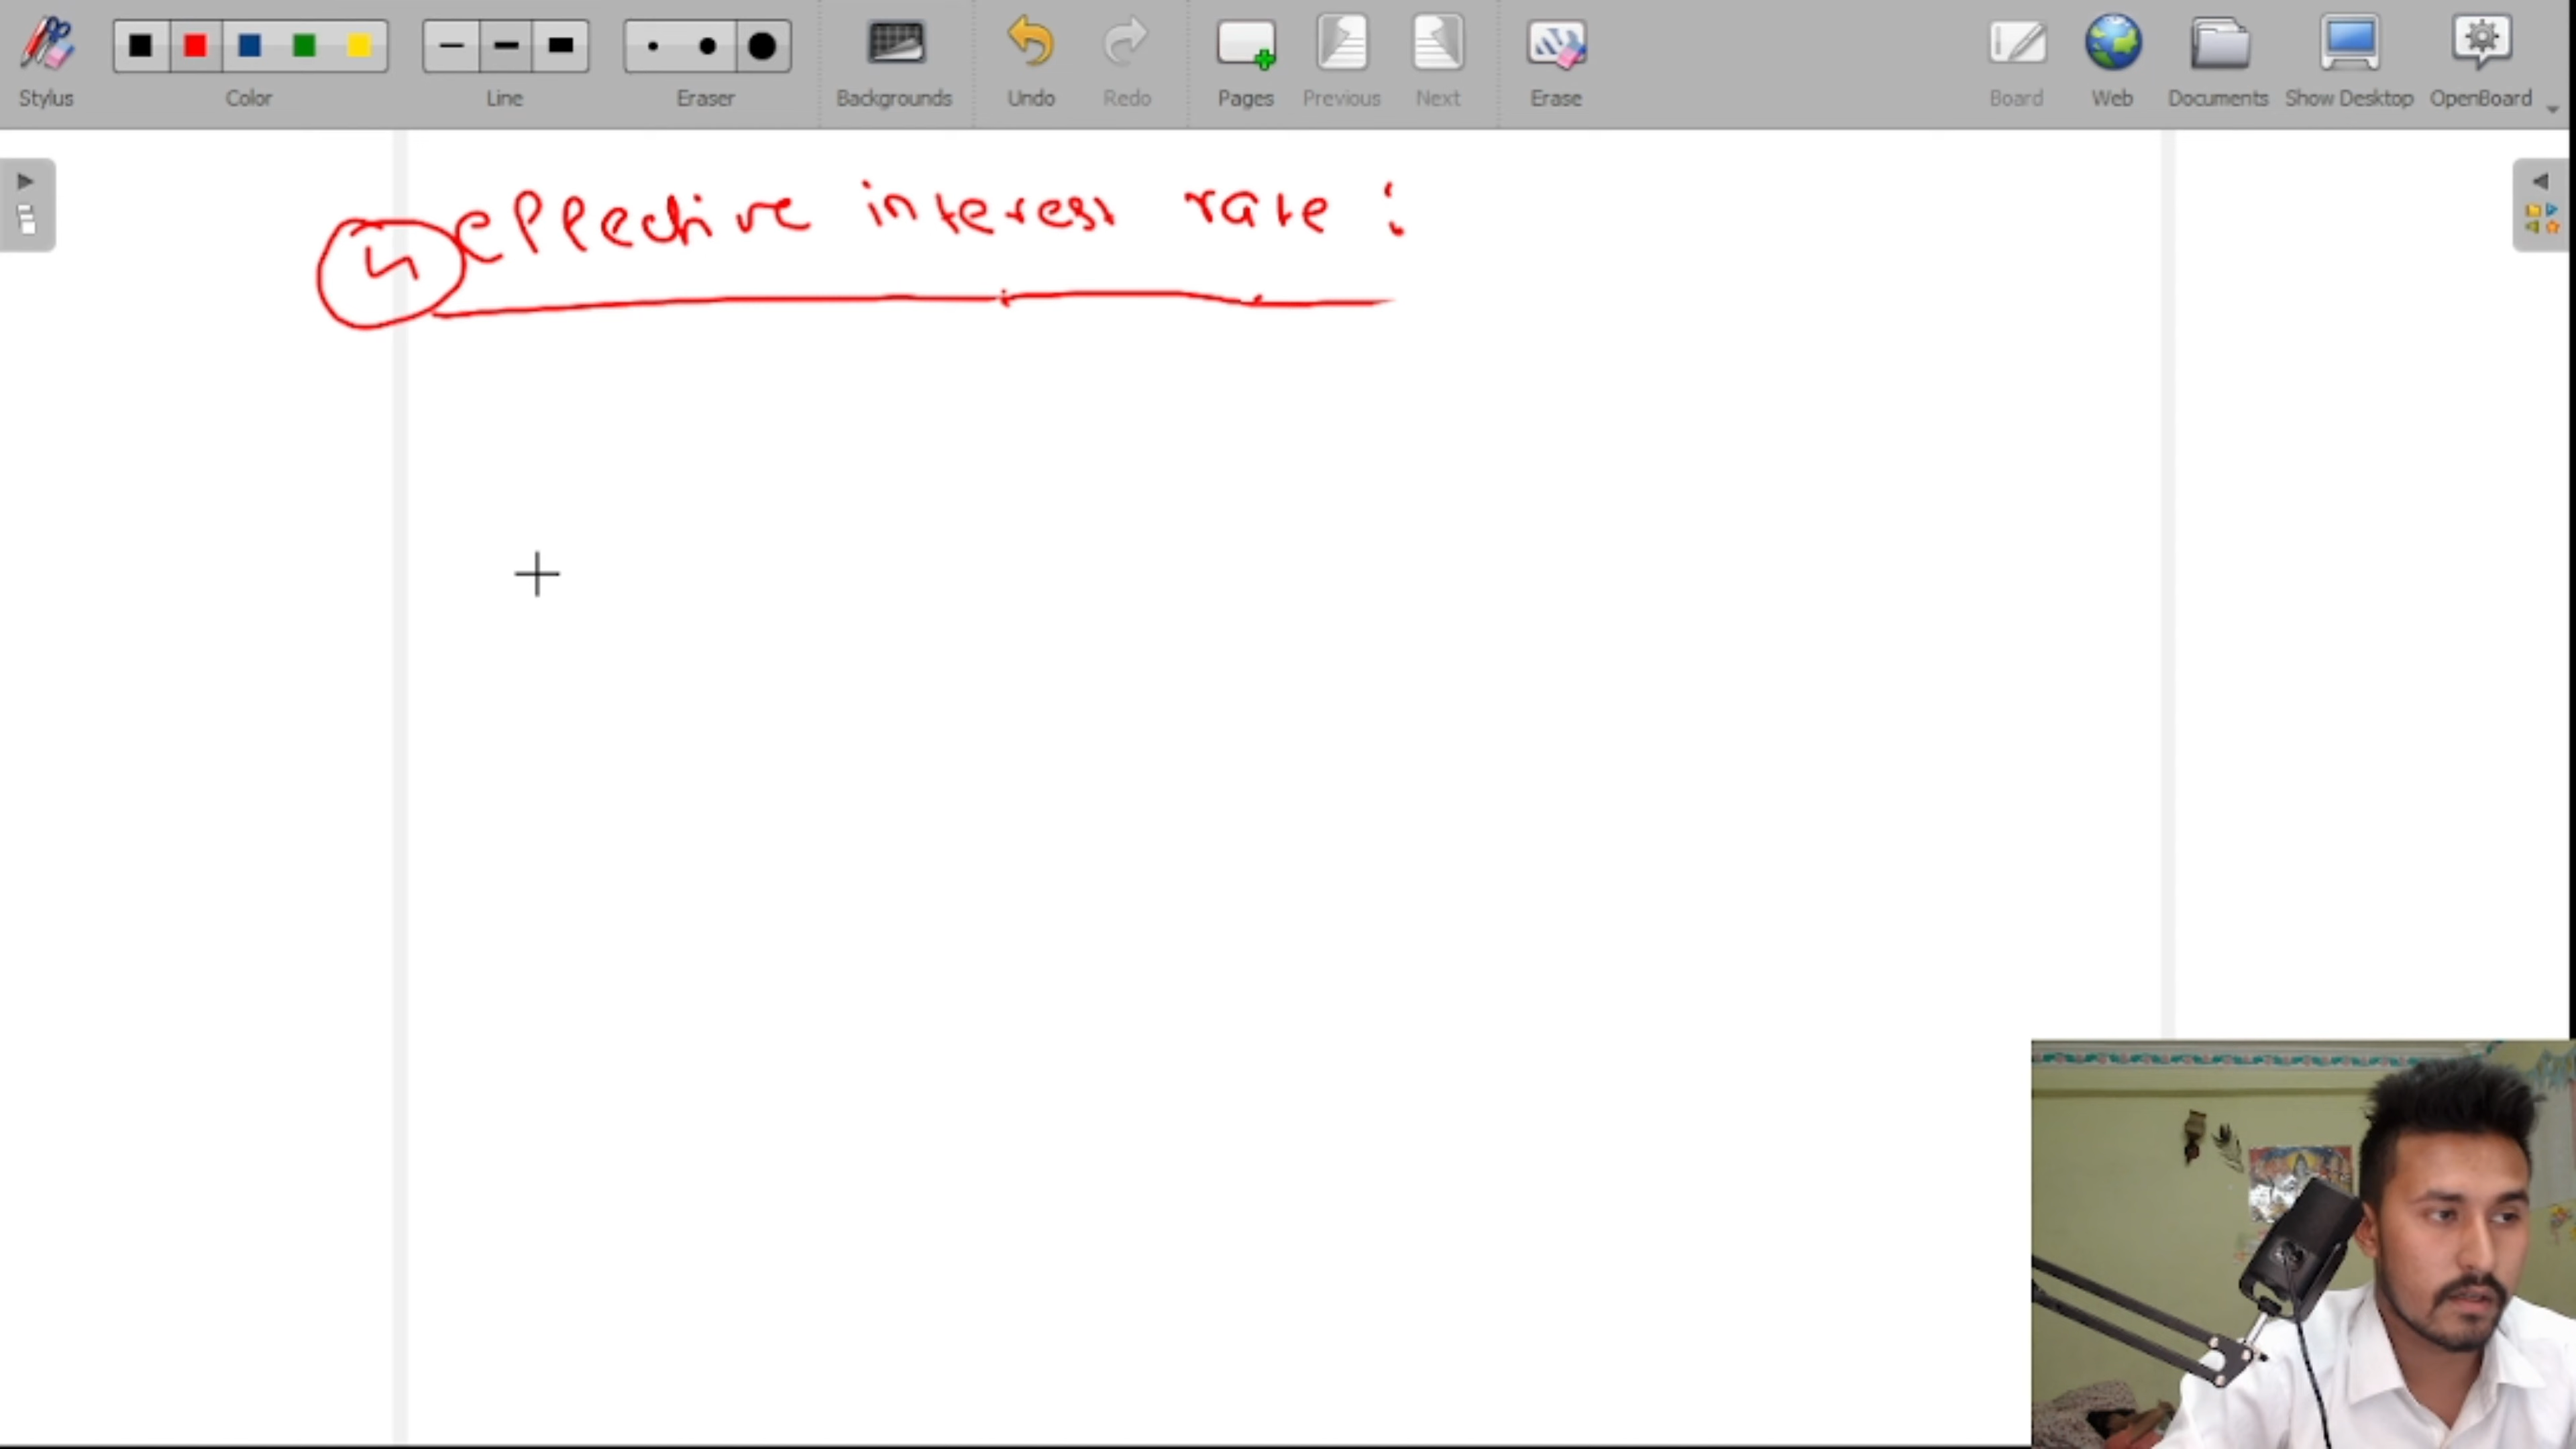 Stylus Color Line Eraser Backgrounds Undo Redo Pages Previous Next Erase Board Web Documents Show Desktop OpenBoard
4 effective interest rate :